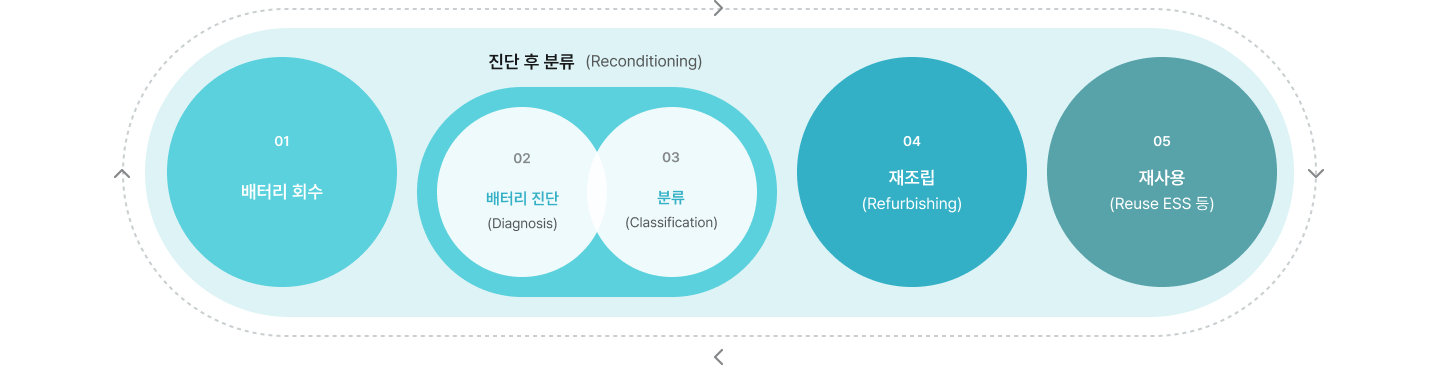 진단 후 분류 (Reconditioning)
01
배터리 회수
02
배터리 진단
(Diagnosis)
03
분류
(Classification)
04
재조립
(Refurbishing)
05
재사용
(Reuse ESS 등)